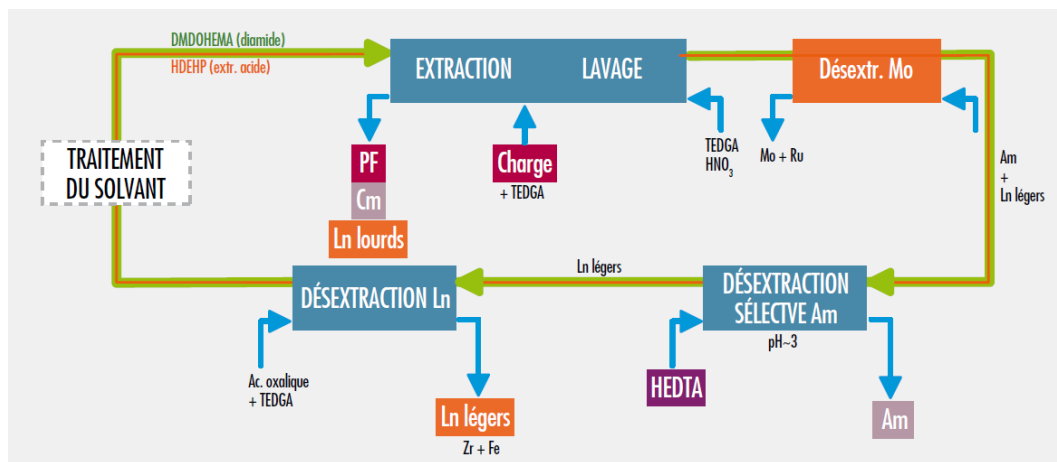 DMDOHEMA (diamide)
HDEHP (extr. acide)
EXTRACTION LAVAGE
Désextr. Mo
TRAITEMENT
DU SOLVANT
PF
Cm
Ln lourds
Charge
+ TEDGA
TEDGA
HNO₃
Mo + Ru
Am
+
Ln légers
Ln légers
DÉSEXTRACTION Ln
DÉSEXTRACTION
SÉLECTVE Am
pH~3
Ac. oxalique
+ TEDGA
Ln légers
Zr + Fe
HEDTA
Am